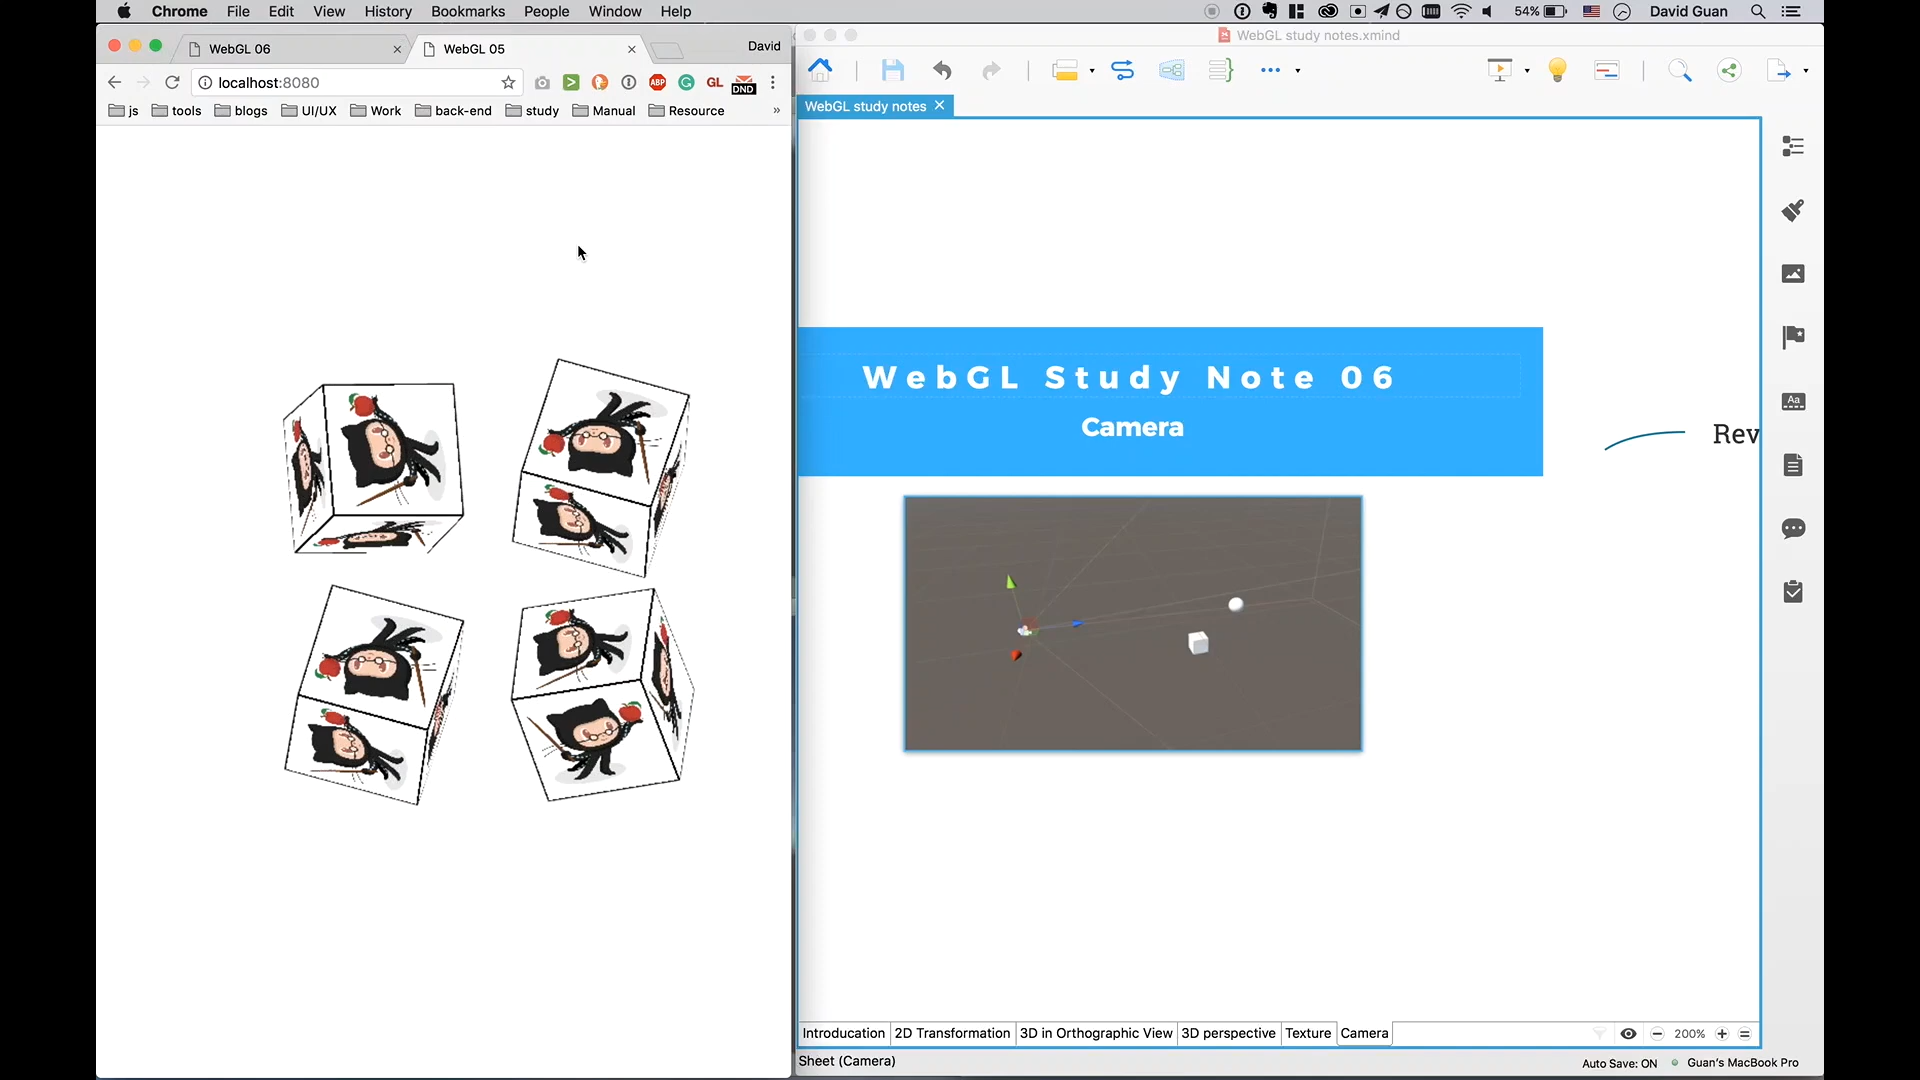 Chrome File Edit View History Bookmarks People Window Help 54% David Guan
WebGL 06 WebGL 05 David
localhost:8080 ABP GL DND
js tools blogs UI/UX Work back-end study Manual Resource »
WebGL study notes.xmind
WebGL study notes
WebGL Study Note 06
Camera
Rev
Aa
Introducation 2D Transformation 3D in Orthographic View 3D perspective Texture Camera 200%
Sheet (Camera) Auto Save: ON Guan's MacBook Pro